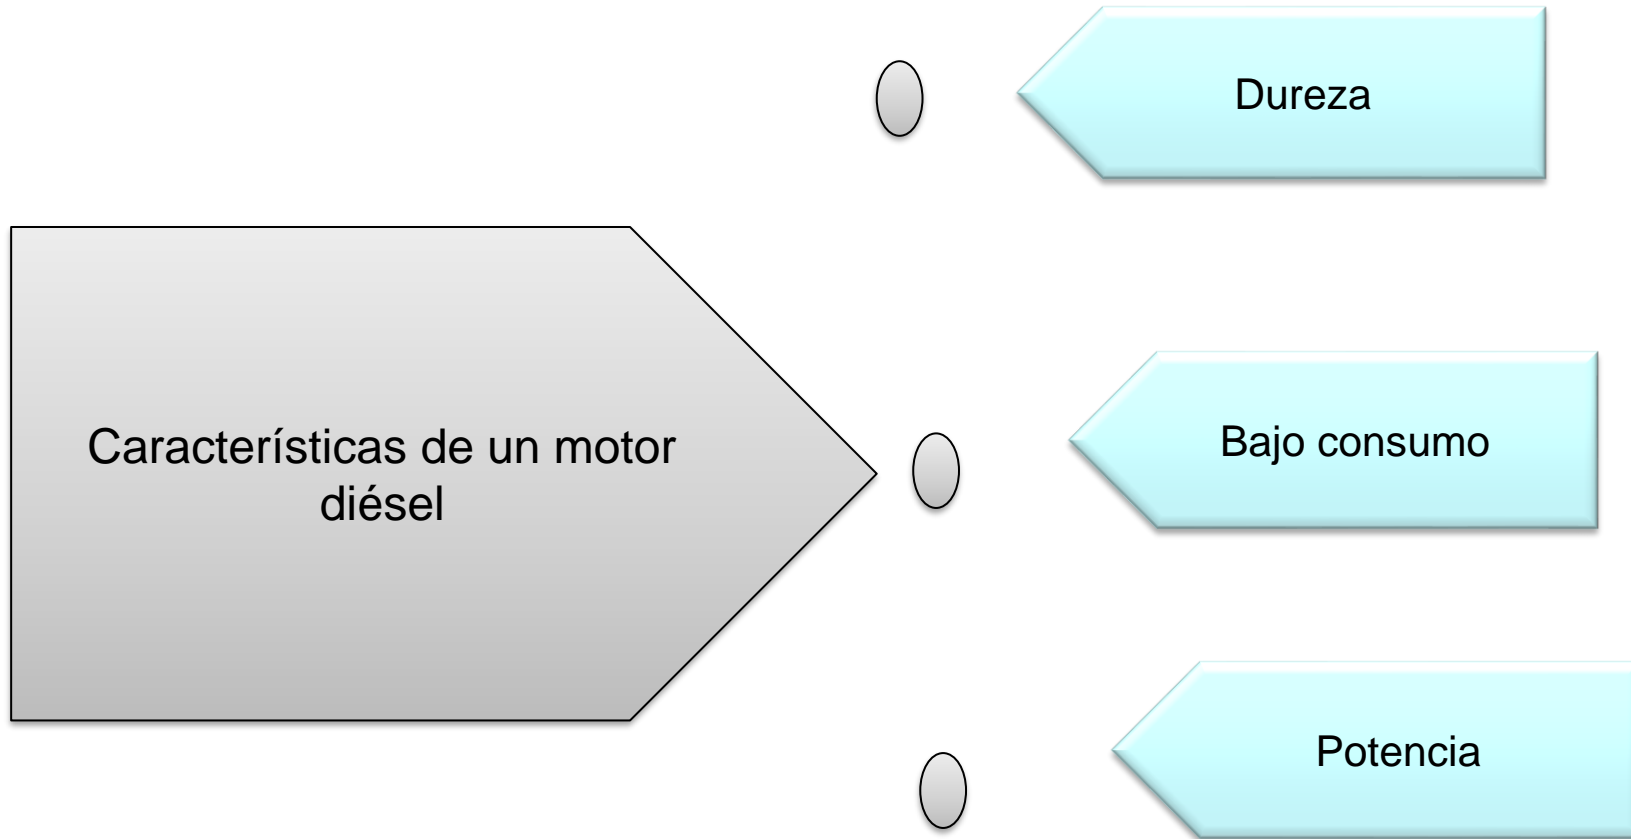 Dureza
Características de un motor
diésel
Bajo consumo
Potencia